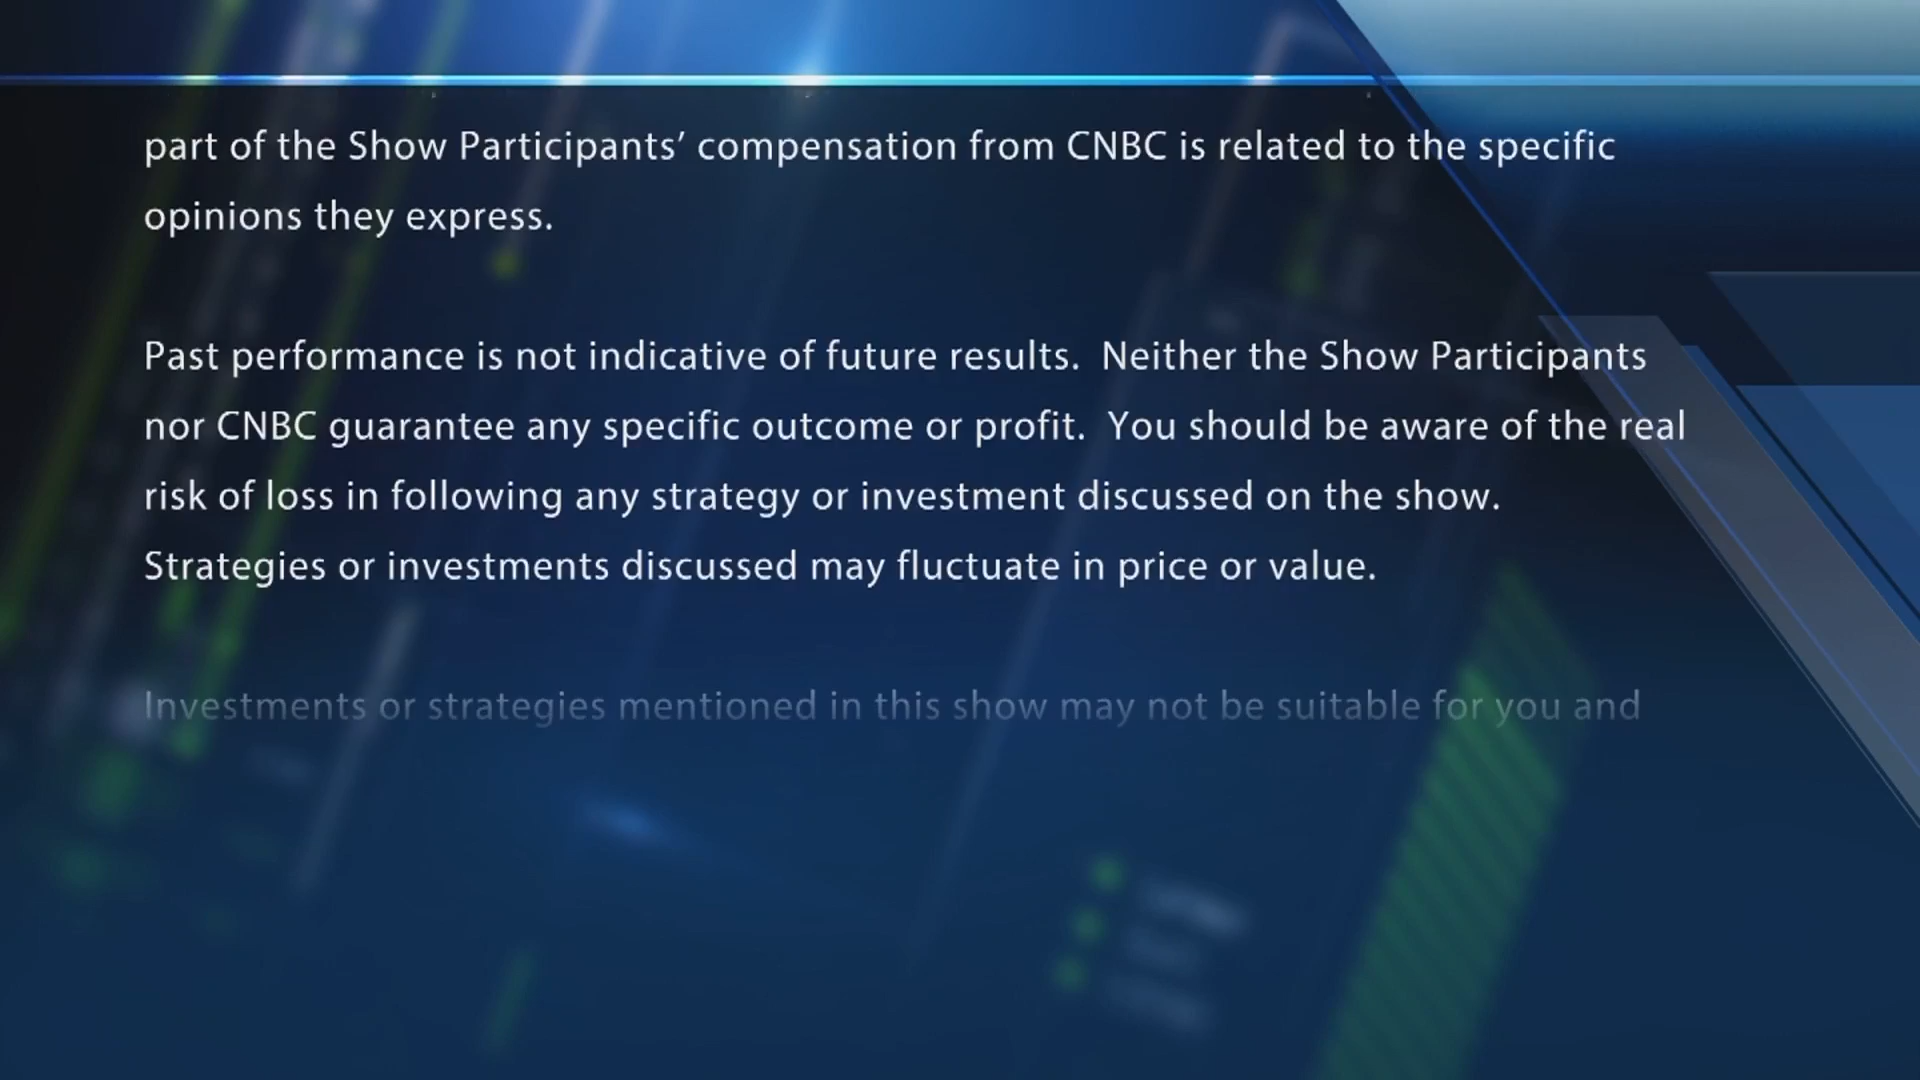 part of the Show Participants’ compensation from CNBC is related to the specific
opinions they express.
Past performance is not indicative of future results.  Neither the Show Participants
nor CNBC guarantee any specific outcome or profit.  You should be aware of the real
risk of loss in following any strategy or investment discussed on the show.
Strategies or investments discussed may fluctuate in price or value.
Investments or strategies mentioned in this show may not be suitable for you and